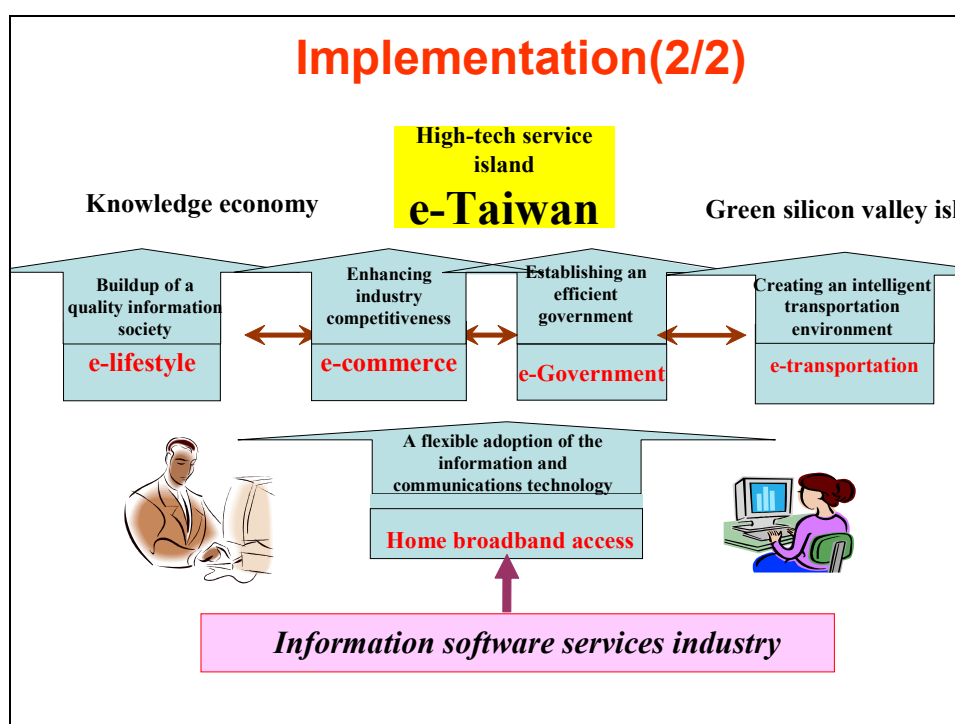 Implementation(2/2)
High-tech service
island
e-Taiwan
Knowledge economy
Green silicon valley isl
Buildup of a
quality information
society
e-lifestyle
Enhancing
industry
competitiveness
e-commerce
Establishing an
efficient
government
e-Government
Creating an intelligent
transportation
environment
e-transportation
A flexible adoption of the
information and
communications technology
Home broadband access
Information software services industry